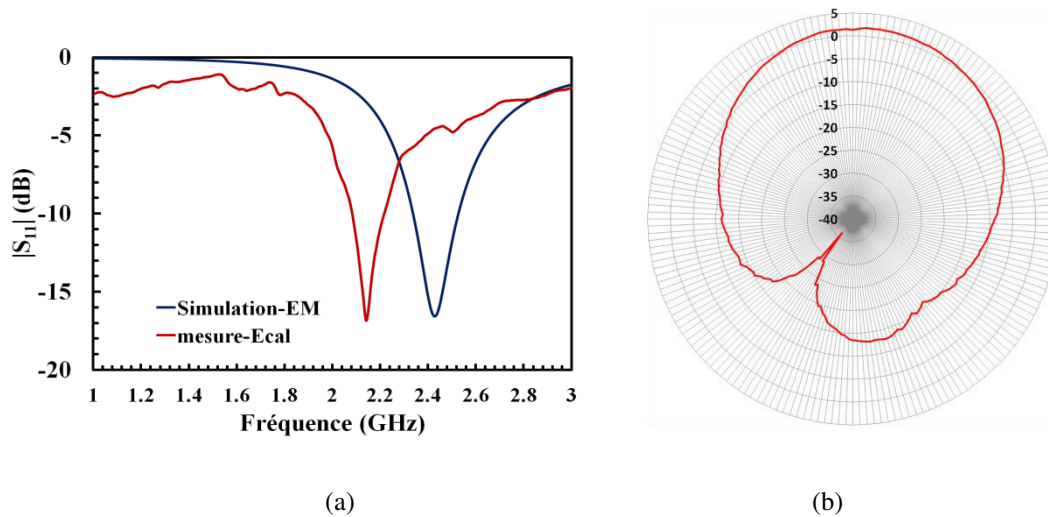 0
-5
-10
-15
-20
|S11| (dB)
Simulation-EM
mesure-Ecal
1 1.2 1.4 1.6 1.8 2 2.2 2.4 2.6 2.8 3
Fréquence (GHz)
5
0
-5
-10
-15
-20
-25
-30
-35
-40
(a) (b)